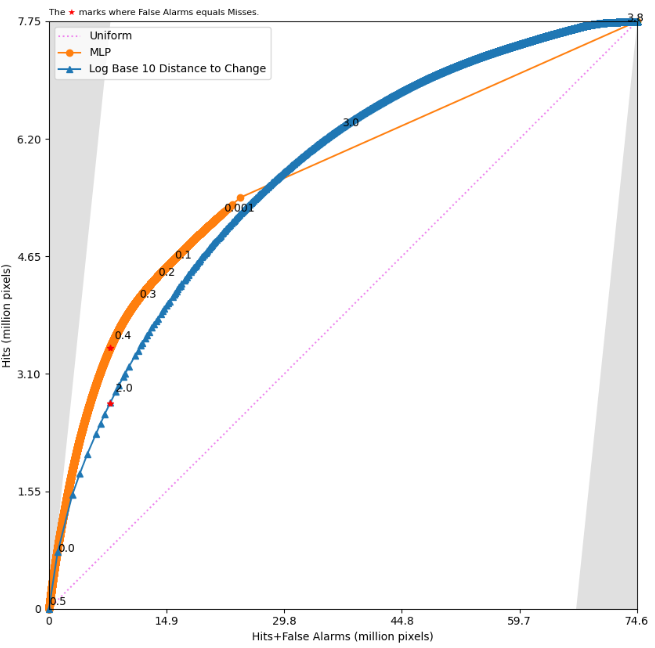 The ★ marks where False Alarms equals Misses.
7.75
6.20
4.65
3.10
1.55
0
Hits (million pixels)
Uniform
MLP
Log Base 10 Distance to Change
3.8
3.0
0.001
0.1
0.2
0.3
0.4
2.0
0.0
0.5
0 14.9 29.8 44.8 59.7 74.6
Hits+False Alarms (million pixels)